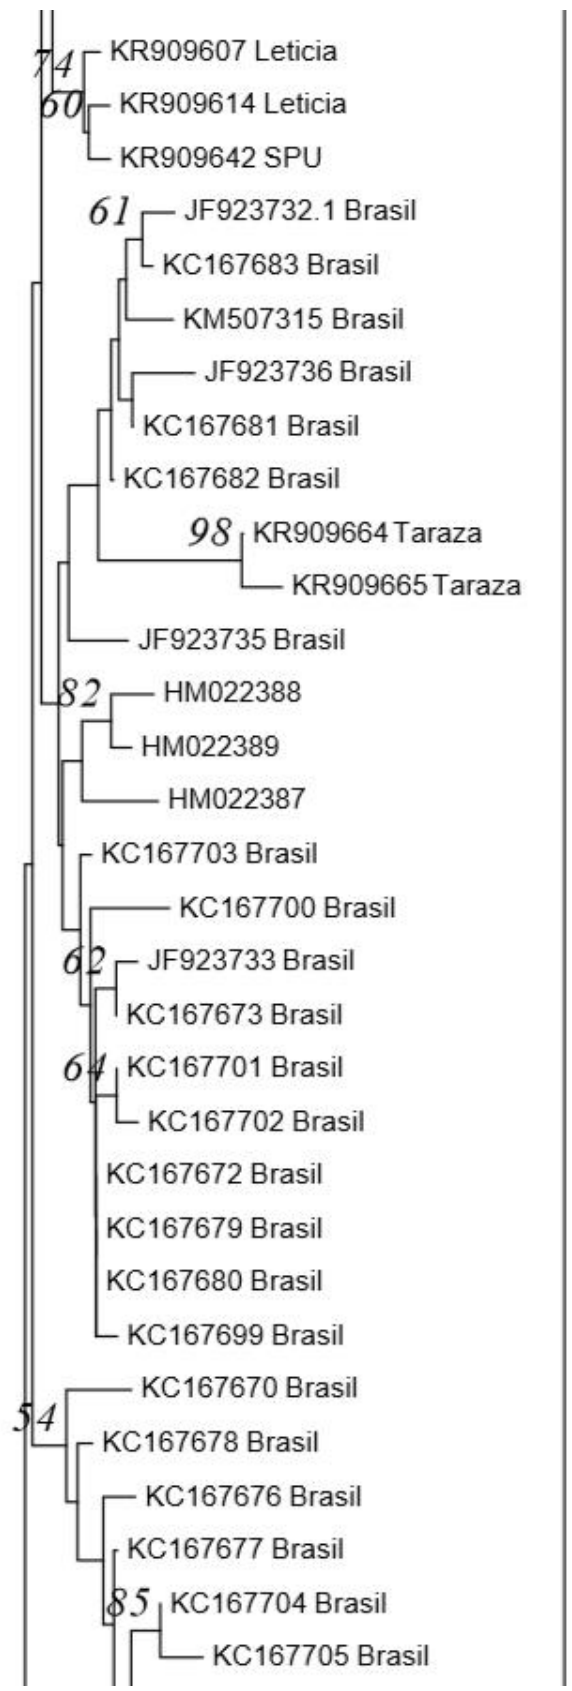 74
KR909607 Leticia
60
KR909614 Leticia
KR909642 SPU
61
JF923732.1 Brasil
KC167683 Brasil
KM507315 Brasil
JF923736 Brasil
KC167681 Brasil
KC167682 Brasil
98
KR909664 Taraza
KR909665 Taraza
JF923735 Brasil
82
HM022388
HM022389
HM022387
KC167703 Brasil
KC167700 Brasil
62
JF923733 Brasil
KC167673 Brasil
64
KC167701 Brasil
KC167702 Brasil
KC167672 Brasil
KC167679 Brasil
KC167680 Brasil
KC167699 Brasil
KC167670 Brasil
54
KC167678 Brasil
KC167676 Brasil
KC167677 Brasil
85
KC167704 Brasil
KC167705 Brasil